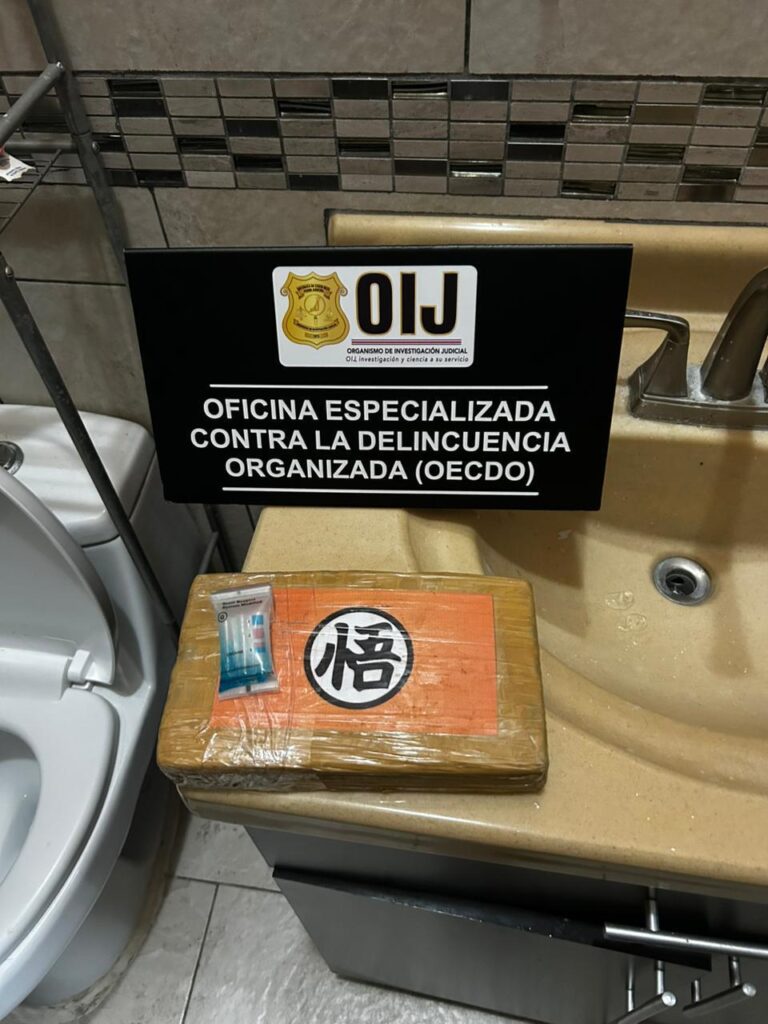 OIJ
ORGANISMO DE INVESTIGACIÓN JUDICIAL
OIJ, investigación y ciencia a su servicio
OFICINA ESPECIALIZADA
CONTRA LA DELINCUENCIA
ORGANIZADA (OECDO)
悟